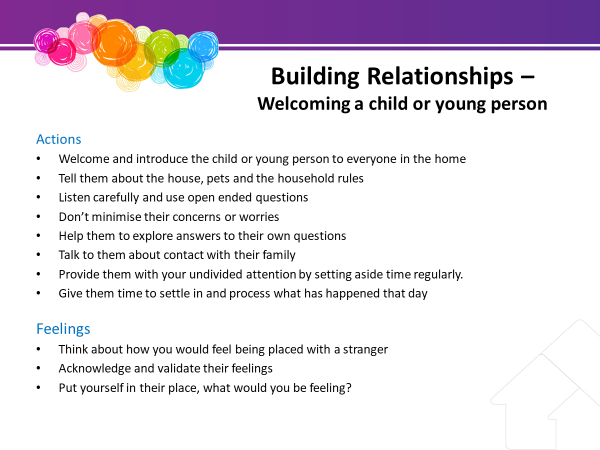 Building Relationships –
Welcoming a child or young person
Actions
• Welcome and introduce the child or young person to everyone in the home
• Tell them about the house, pets and the household rules
• Listen carefully and use open ended questions
• Don’t minimise their concerns or worries
• Help them to explore answers to their own questions
• Talk to them about contact with their family
• Provide them with your undivided attention by setting aside time regularly.
• Give them time to settle in and process what has happened that day
Feelings
• Think about how you would feel being placed with a stranger
• Acknowledge and validate their feelings
• Put yourself in their place, what would you be feeling?